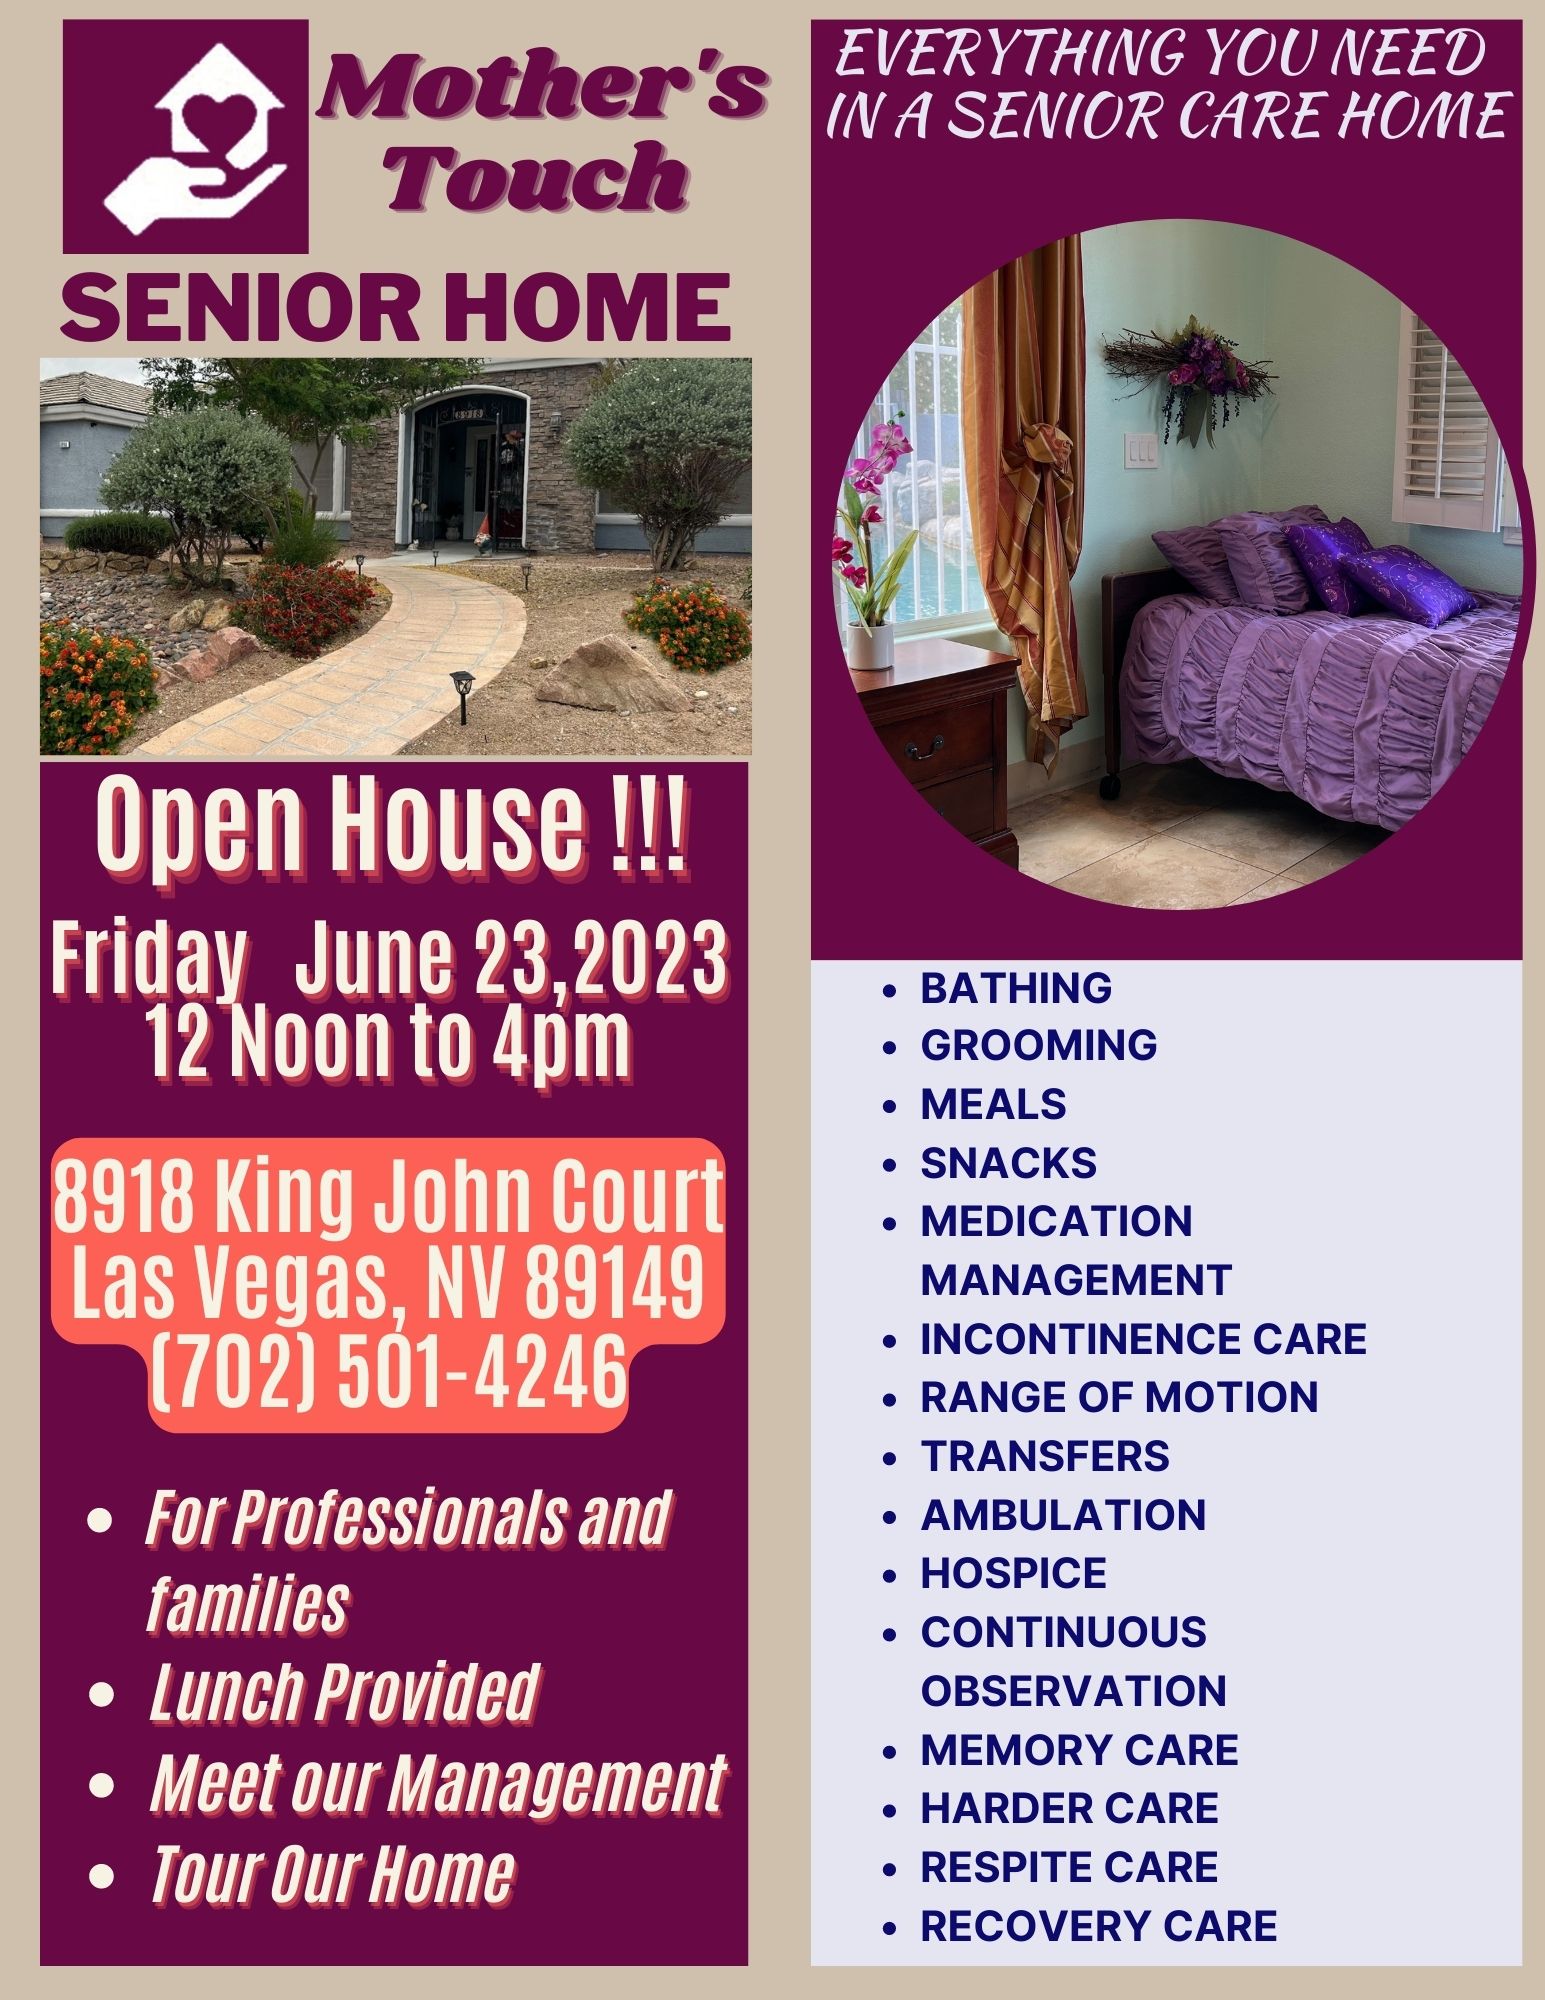 Mother's
Touch
SENIOR HOME
8918
Open House !!!
Friday June 23,2023
12 Noon to 4pm
8918 King John Court
Las Vegas, NV 89149
(702) 501-4246
• For Professionals and
families
• Lunch Provided
• Meet our Management
• Tour Our Home
EVERYTHING YOU NEED
IN A SENIOR CARE HOME
• BATHING
• GROOMING
• MEALS
• SNACKS
• MEDICATION
MANAGEMENT
• INCONTINENCE CARE
• RANGE OF MOTION
• TRANSFERS
• AMBULATION
• HOSPICE
• CONTINUOUS
OBSERVATION
• MEMORY CARE
• HARDER CARE
• RESPITE CARE
• RECOVERY CARE